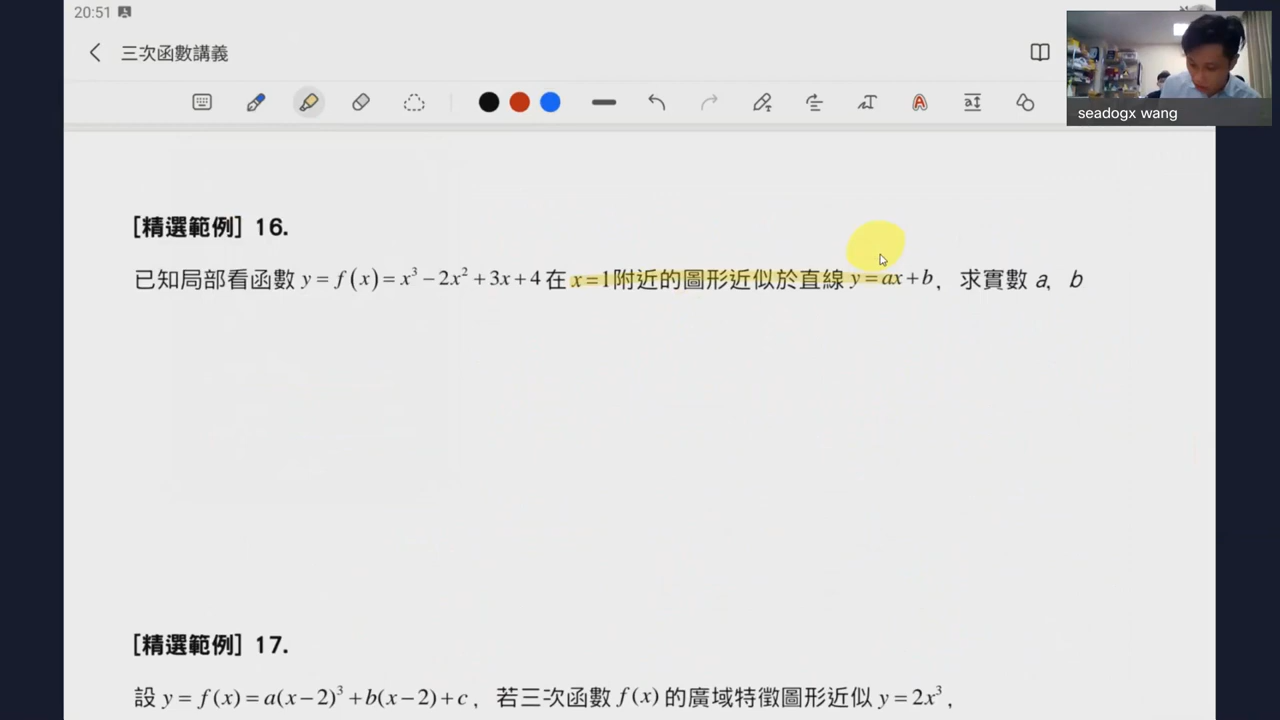 20:51
三次函數講義
seadogx wang
[精選範例] 16.
已知局部看函數 y = f(x) = x³ − 2x² + 3x + 4 在 x = 1附近的圖形近似於直線 y = ax + b，求實數 a，b
[精選範例] 17.
設 y = f(x) = a(x−2)³ + b(x−2) + c，若三次函數 f(x) 的廣域特徵圖形近似 y = 2x³，